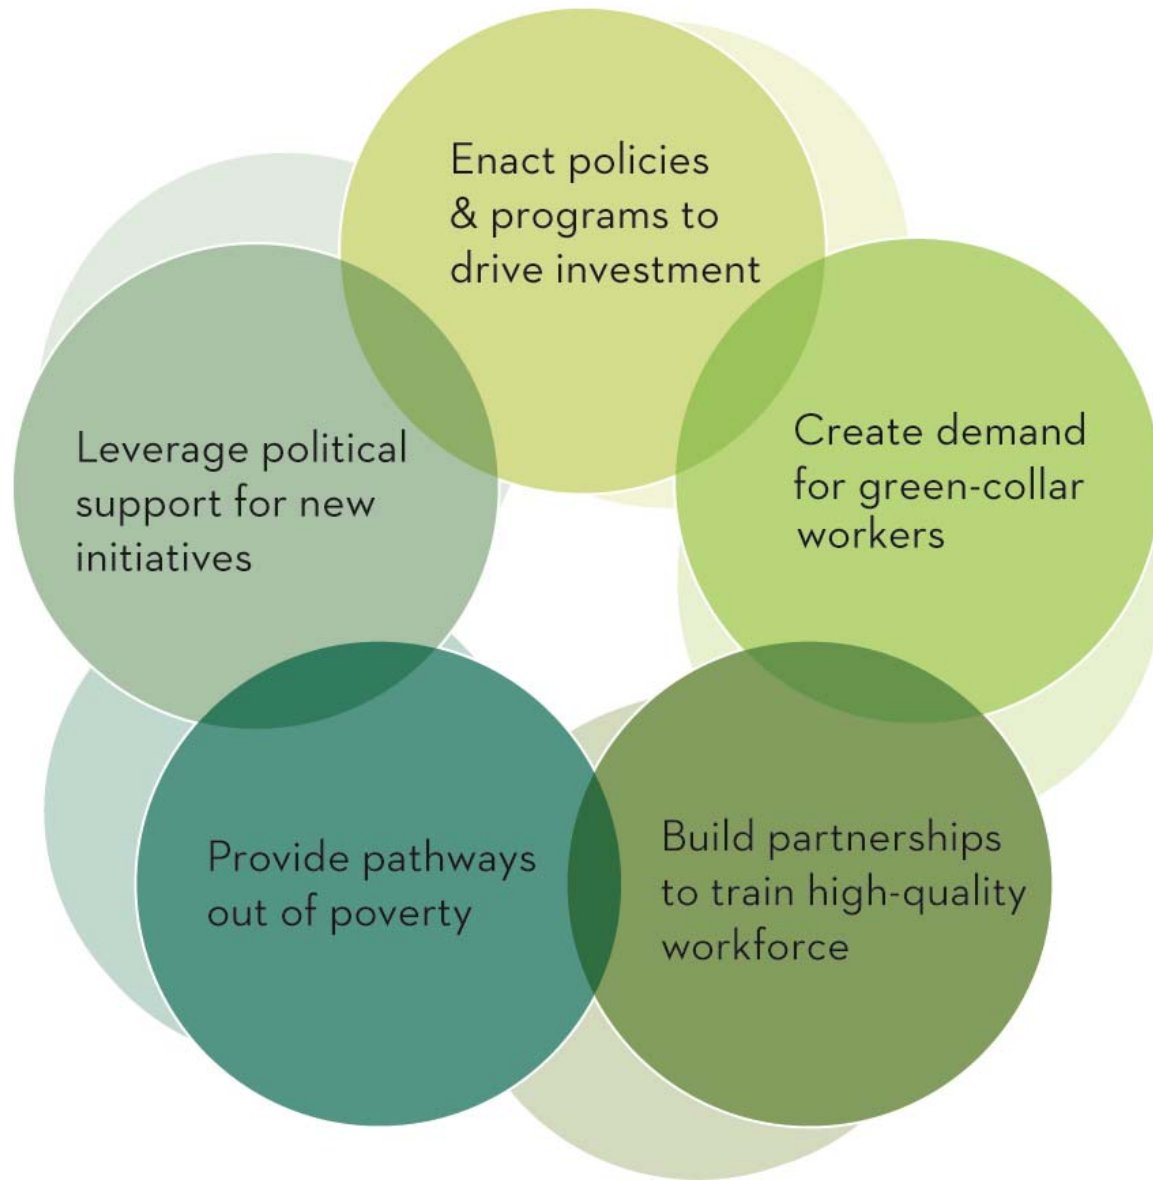 Enact policies
& programs to
drive investment
Create demand
for green-collar
workers
Build partnerships
to train high-quality
workforce
Provide pathways
out of poverty
Leverage political
support for new
initiatives